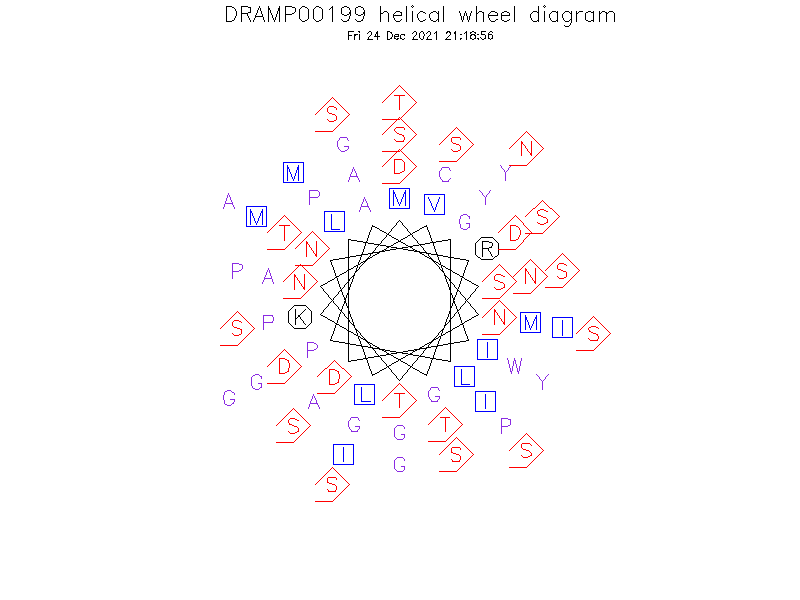 DRAMP00199 helical wheel diagram
Fri 24 Dec 2021 21:18:56
T
S
S
G S N
D
M A C Y
A P A M V Y
M L G S
T D
N R
P A N S
N S
S P K N M I S
P I
D W
G D L Y
G A L T G I
S G G T P
I G S S
S